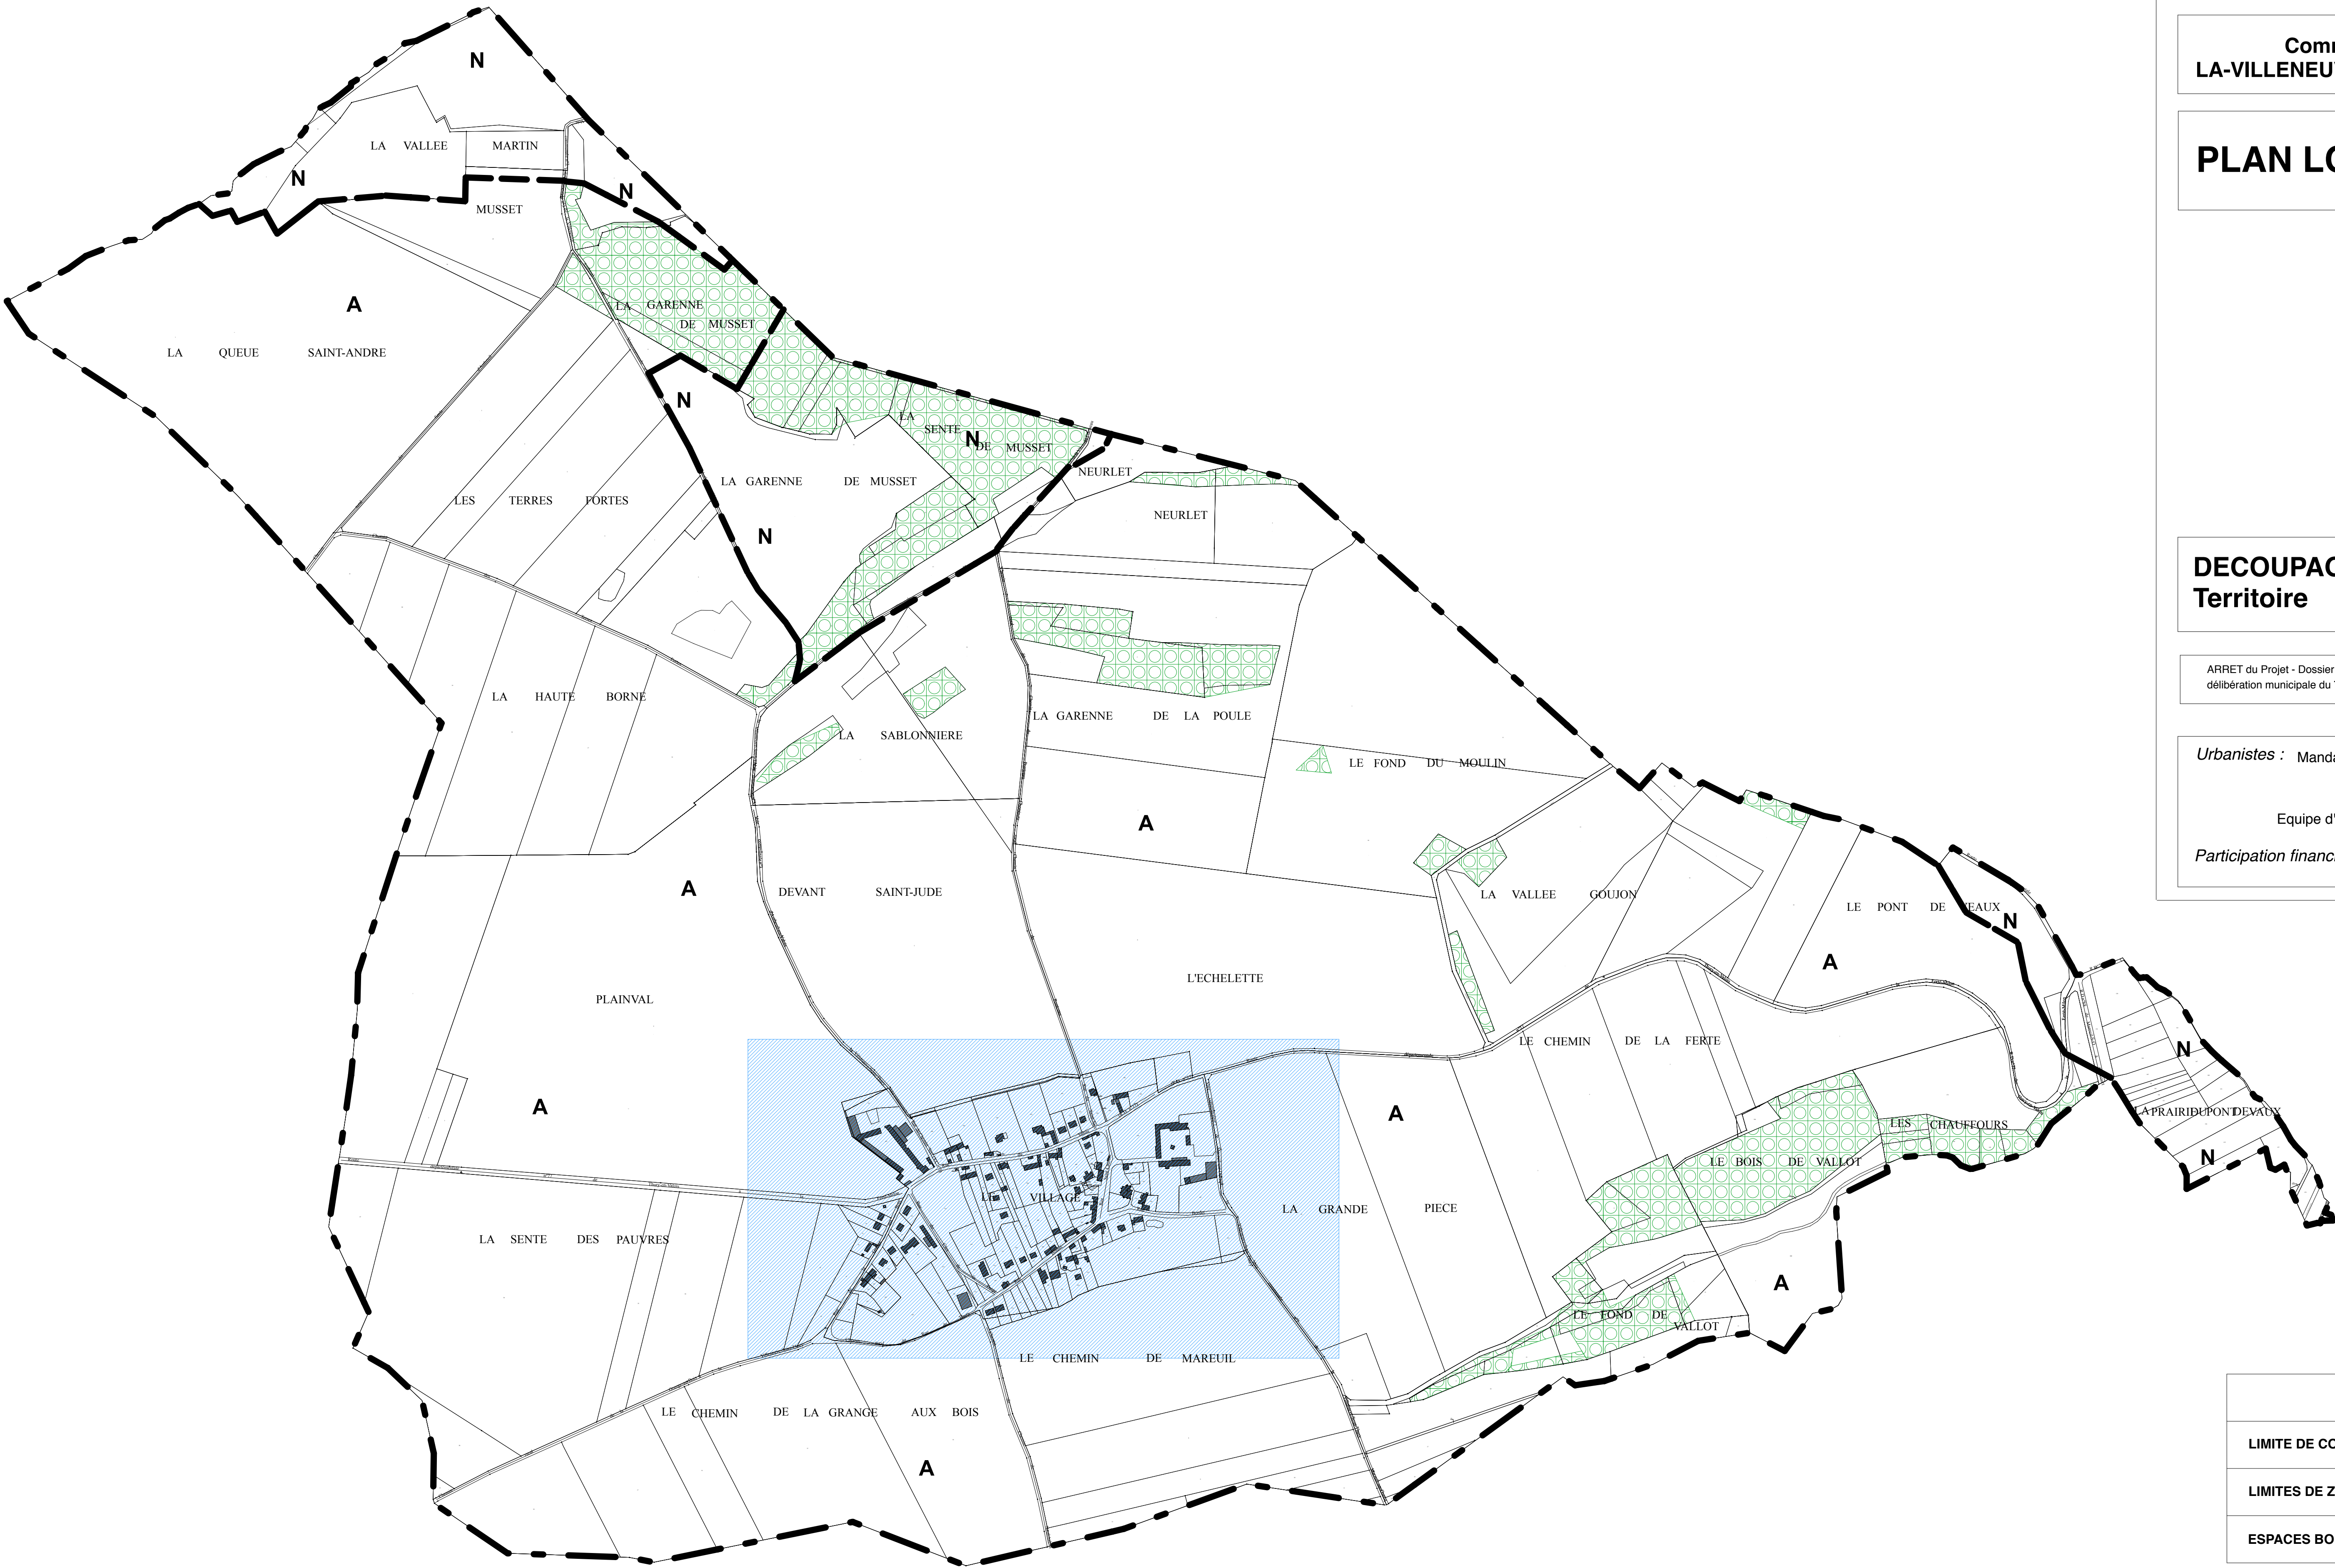 N
LA VALLEE MARTIN
N
N
MUSSET
A
LA QUEUE SAINT-ANDRE
LA GARENNE
DE MUSSET
N
LA
SENTE
N
DE MUSSET
NEURLET
LA GARENNE DE MUSSET
LES TERRES FORTES
NEURLET
N
LA HAUTE BORNE
LA GARENNE DE LA POULE
LA SABLONNIERE
LE FOND DU MOULIN
A
A
DEVANT SAINT-JUDE
LA VALLEE GOUJON
LE PONT DE VEAUX
N
A
L'ECHELETTE
PLAINVAL
LE CHEMIN DE LA FERTE
N
A
A
LA PRAIRIE DU PONT DEVAUX
LES CHAUFFOURS
N
LE BOIS DE VALLOT
LE VILLAGE
LA GRANDE PIECE
LA SENTE DES PAUVRES
A
LE FOND DE
VALLOT
LE CHEMIN DE MAREUIL
LE CHEMIN DE LA GRANGE AUX BOIS
A
Comm
LA-VILLENEU
PLAN LO
DECOUPAG
Territoire
ARRET du Projet - Dossier
délibération municipale du
Urbanistes : Manda
Equipe d'
Participation financi
LIMITE DE CO
LIMITES DE Z
ESPACES BO